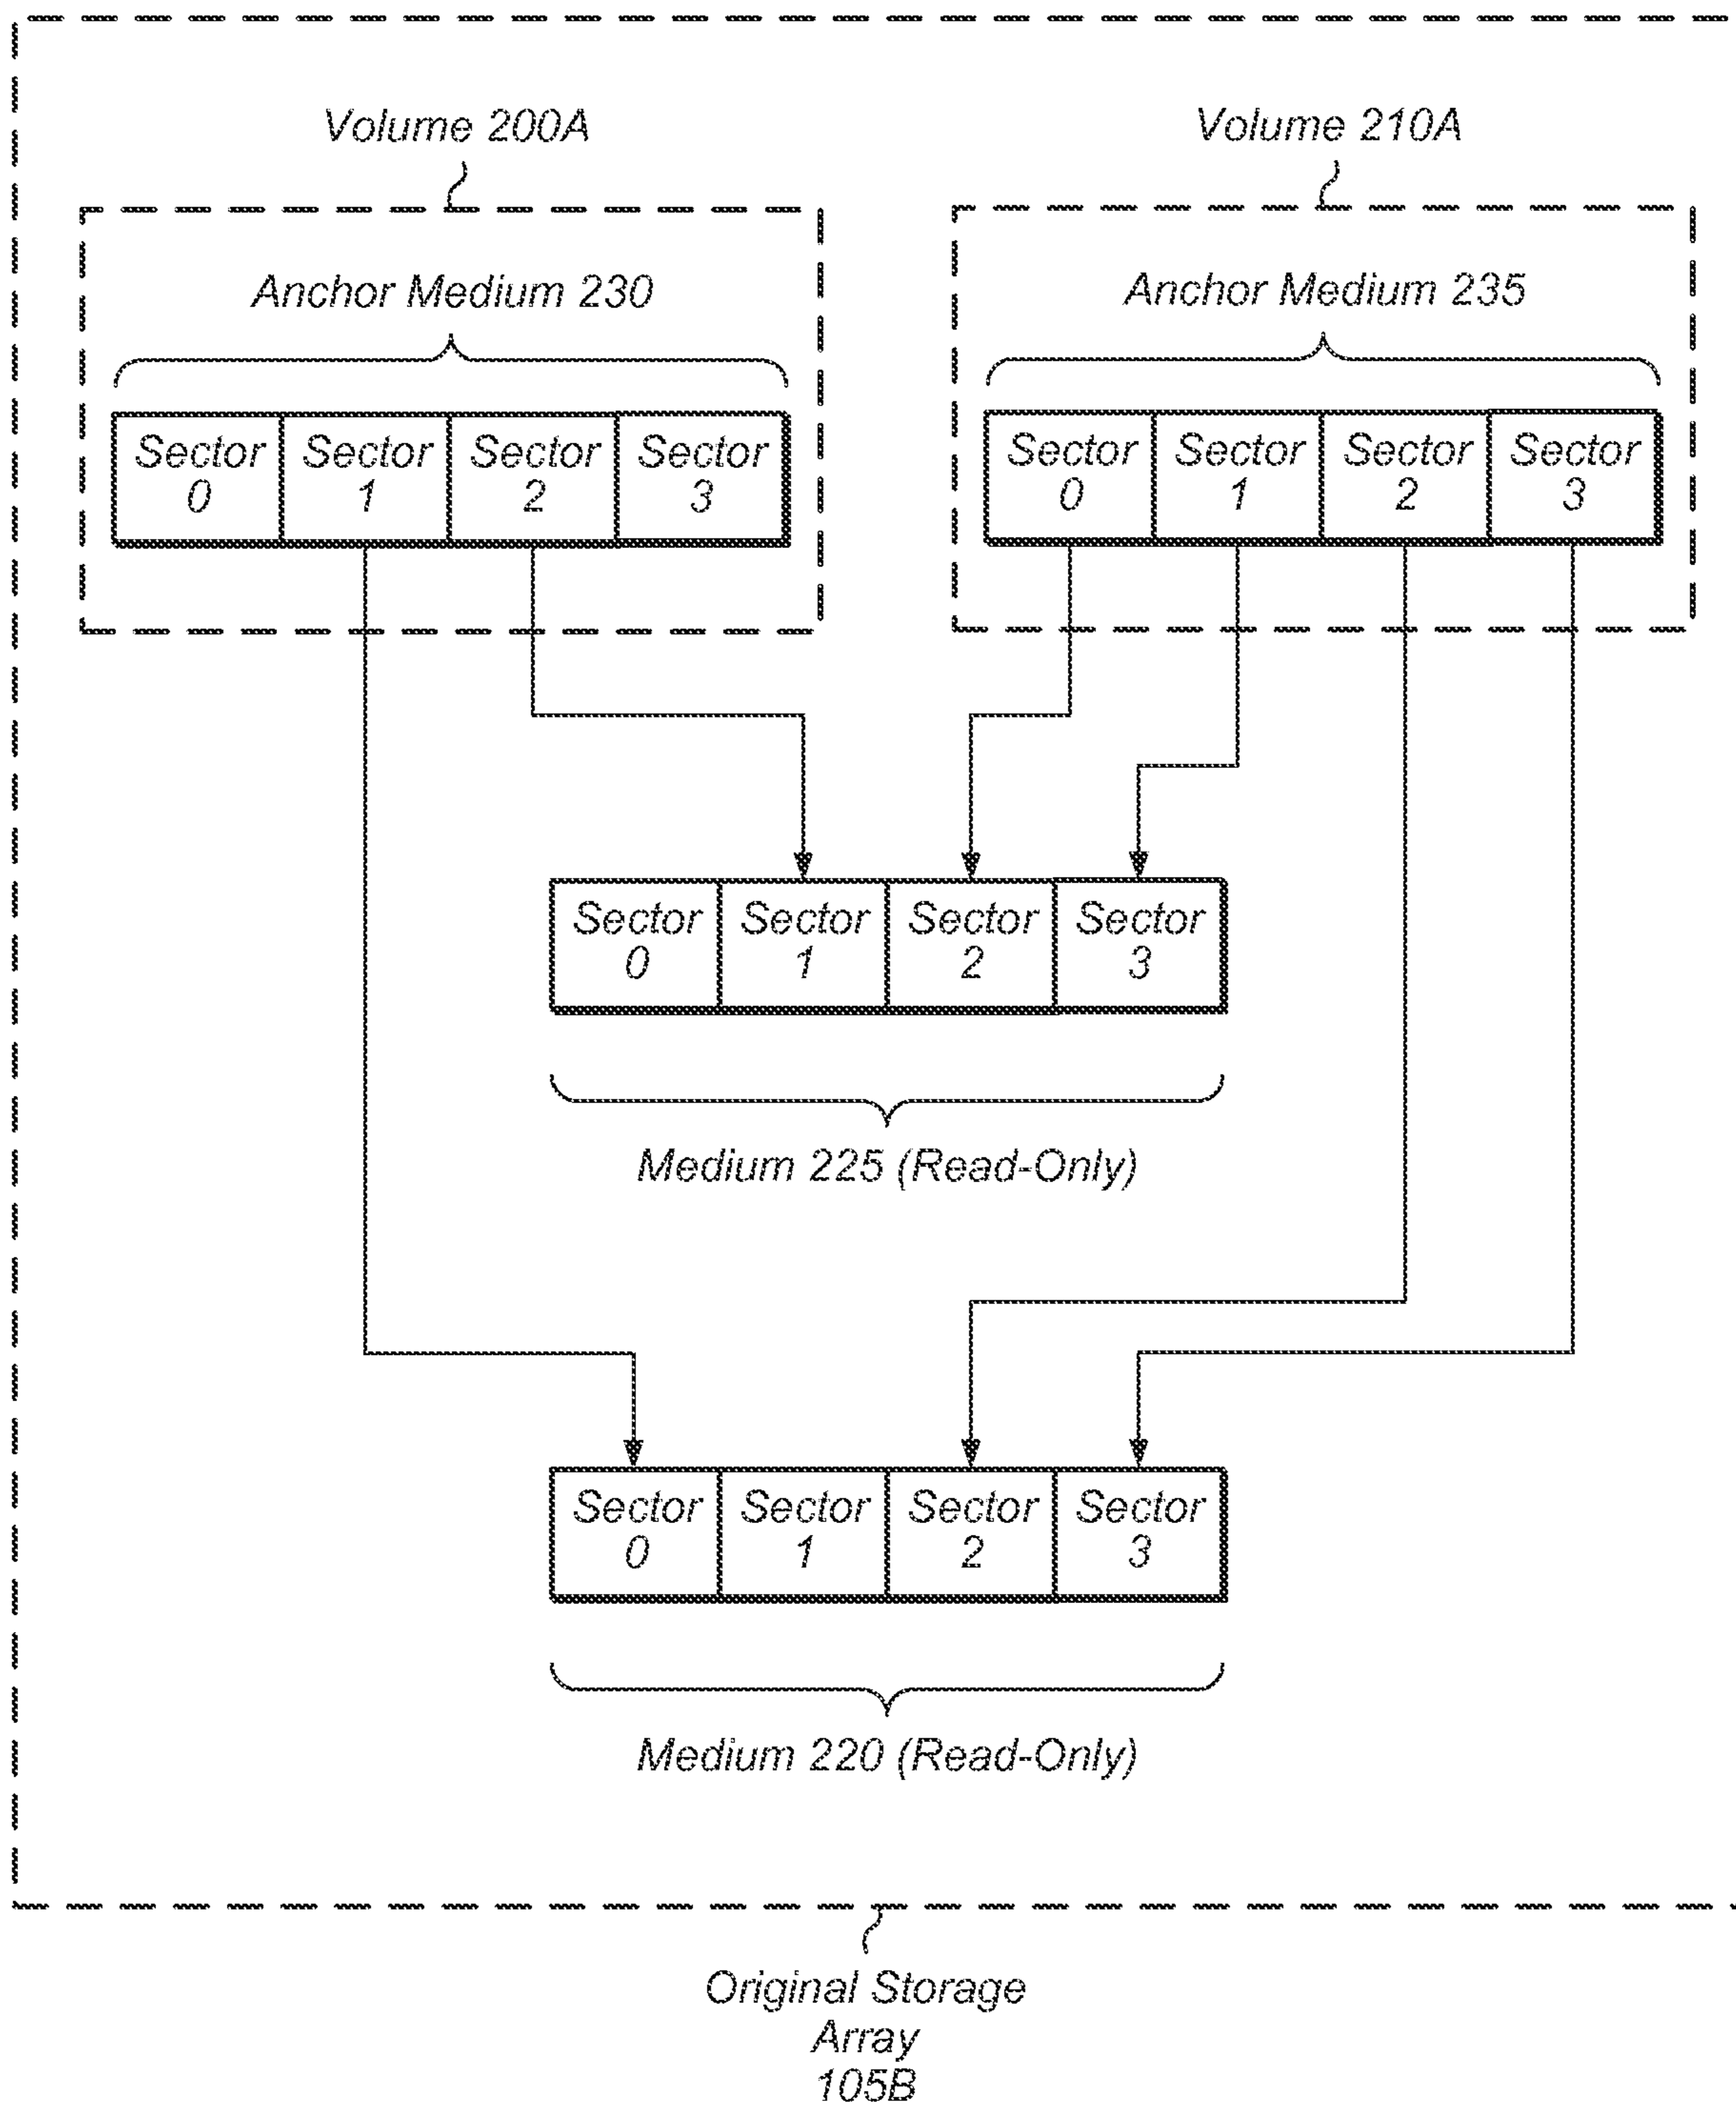 Volume 200A
Volume 210A
Anchor Medium 230
Anchor Medium 235
Sector 0
Sector 1
Sector 2
Sector 3
Sector 0
Sector 1
Sector 2
Sector 3
Sector 0
Sector 1
Sector 2
Sector 3
Medium 225 (Read-Only)
Sector 0
Sector 1
Sector 2
Sector 3
Medium 220 (Read-Only)
Original Storage
Array
105B